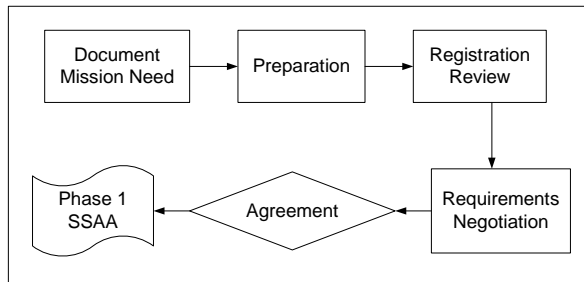 Document
Mission Need
Preparation
Registration
Review
Requirements
Negotiation
Agreement
Phase 1
SSAA